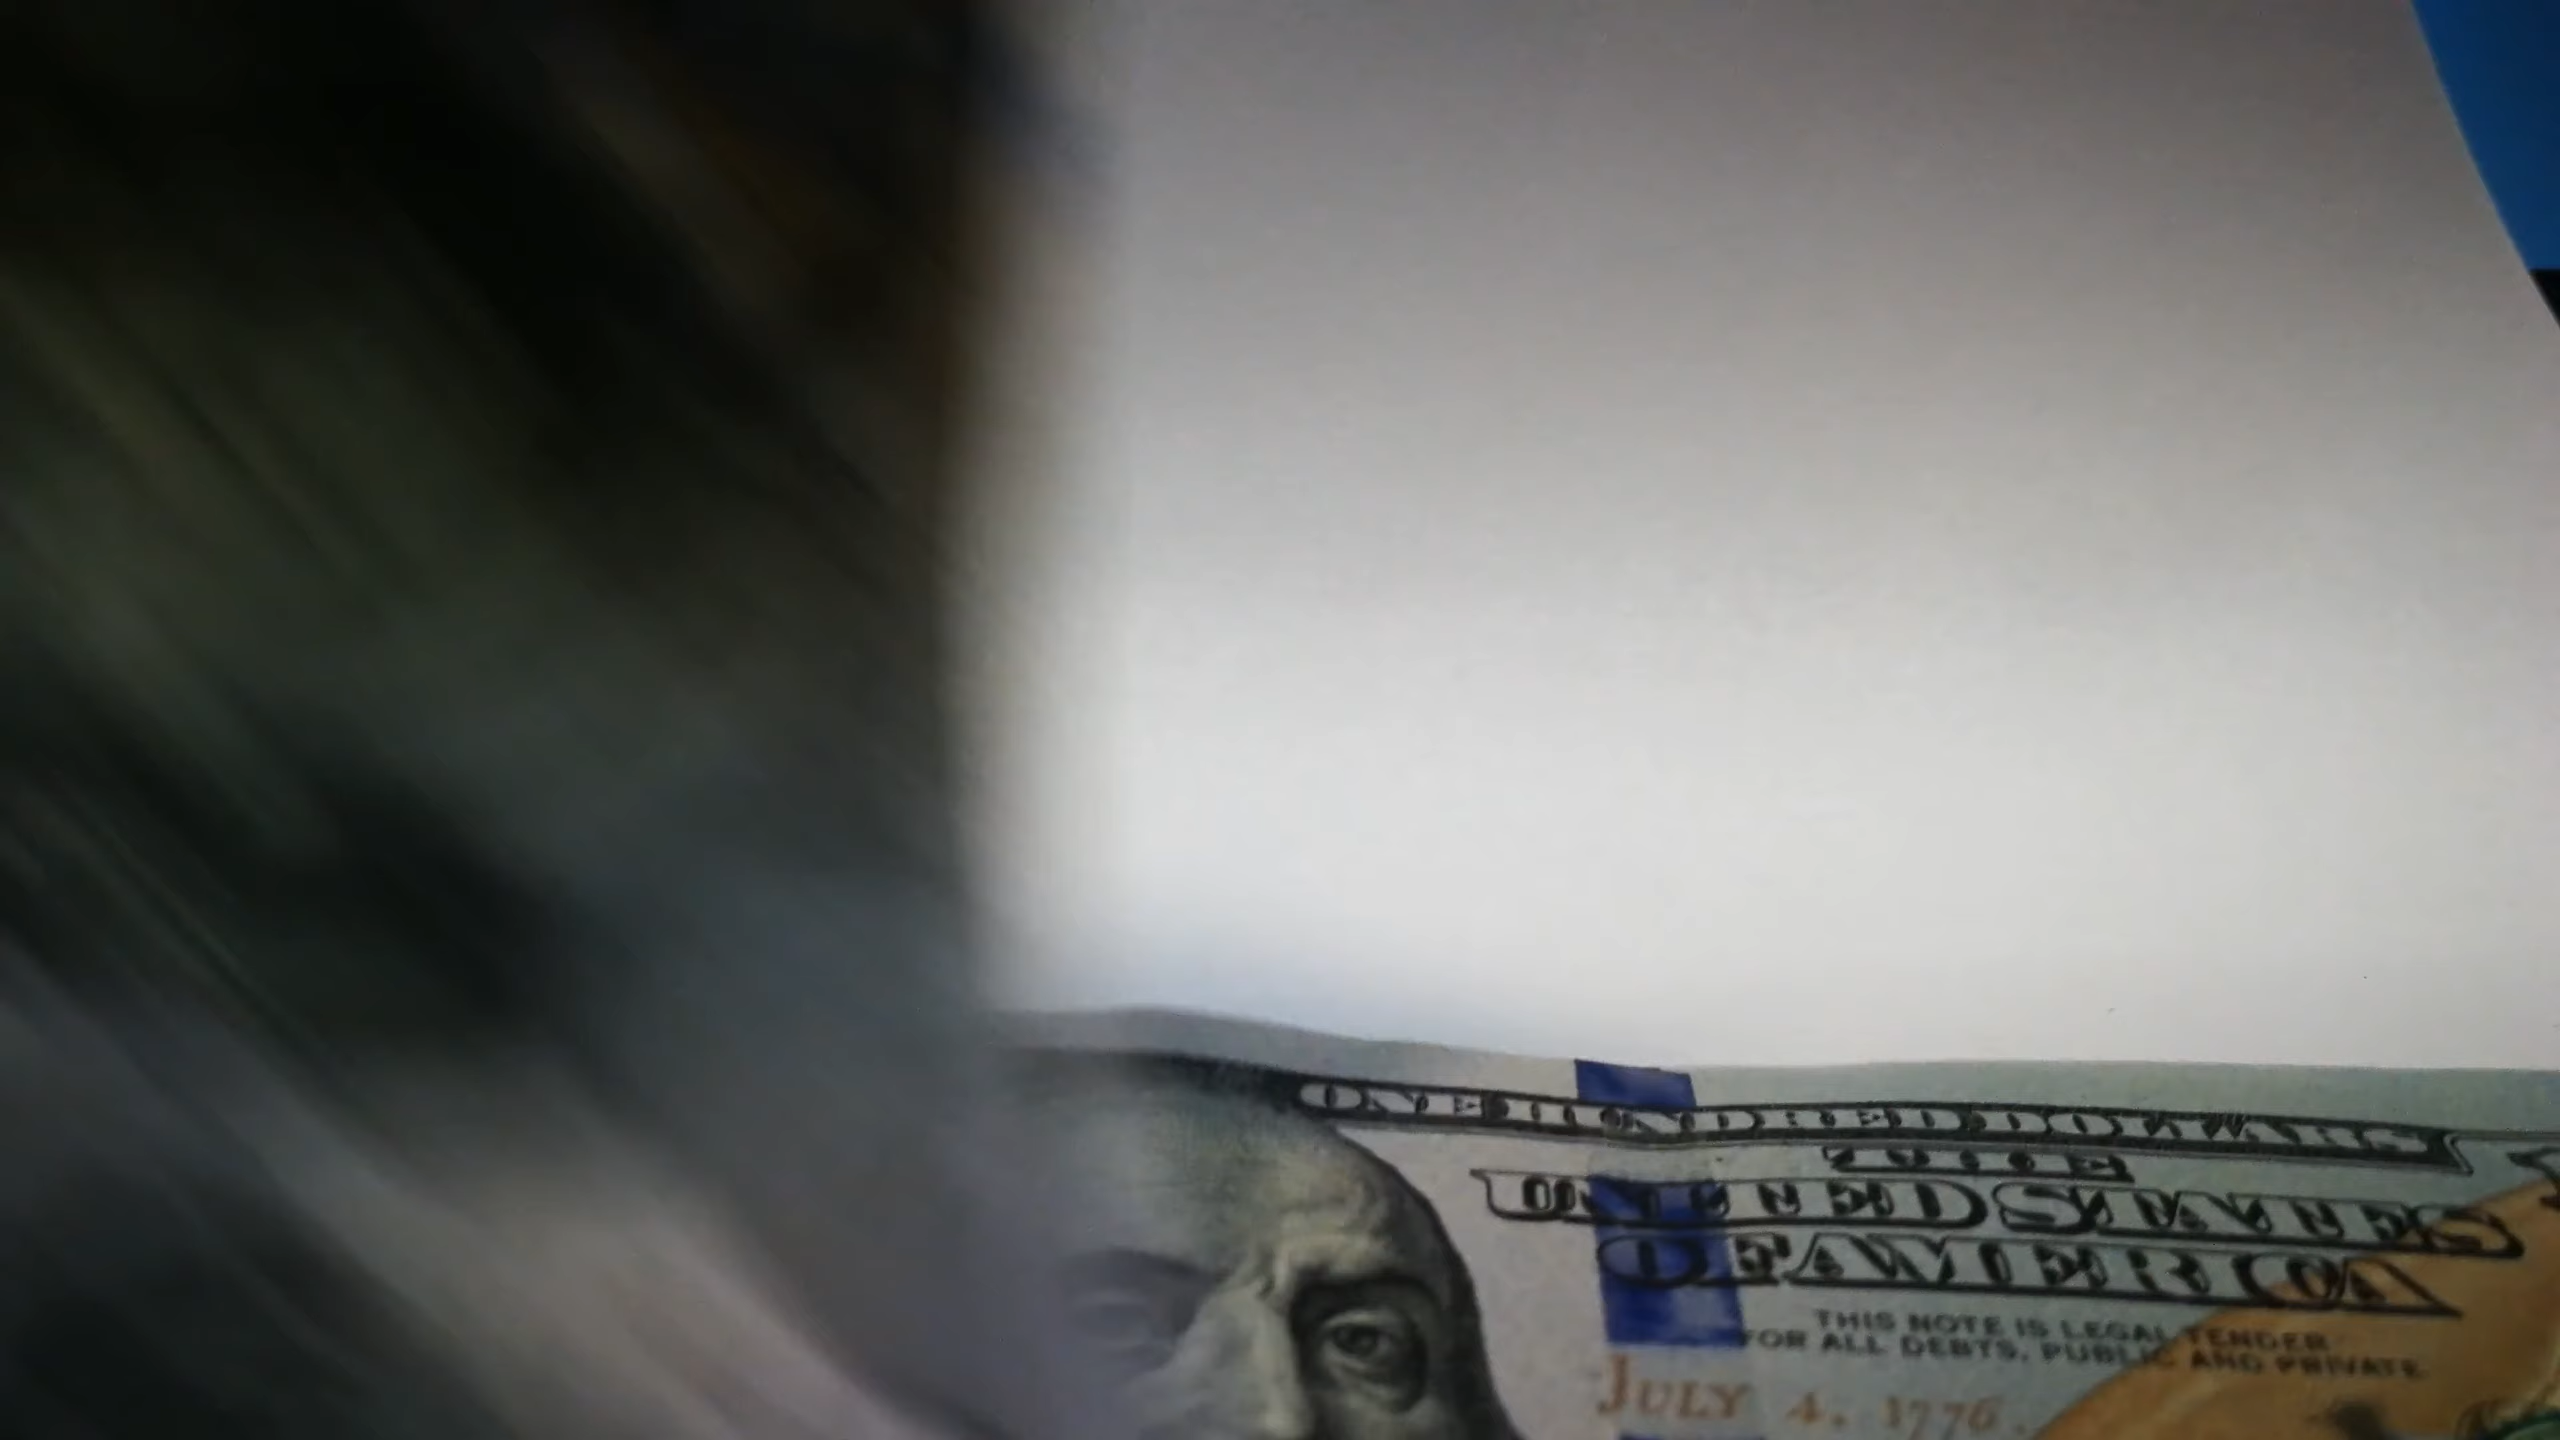 ONE HUNDRED DOLLARS
THE
UNITED STATES
OF AMERICA
THIS NOTE IS LEGAL TENDER
FOR ALL DEBTS, PUBLIC AND PRIVATE
JULY 4, 1776.